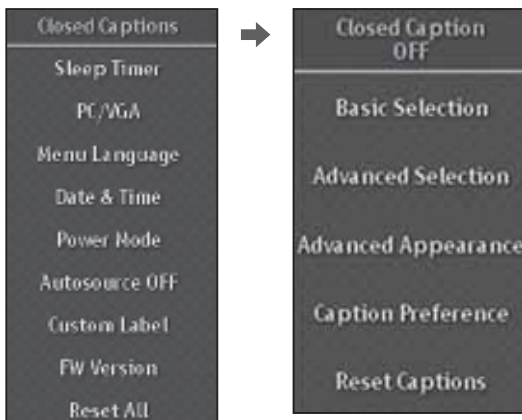 Closed Captions
Sleep Timer
PC/VGA
Menu Language
Date & Time
Power Mode
Autosource OFF
Custom Label
FW Version
Reset All
Closed Caption
OFF
Basic Selection
Advanced Selection
Advanced Appearance
Caption Preference
Reset Captions